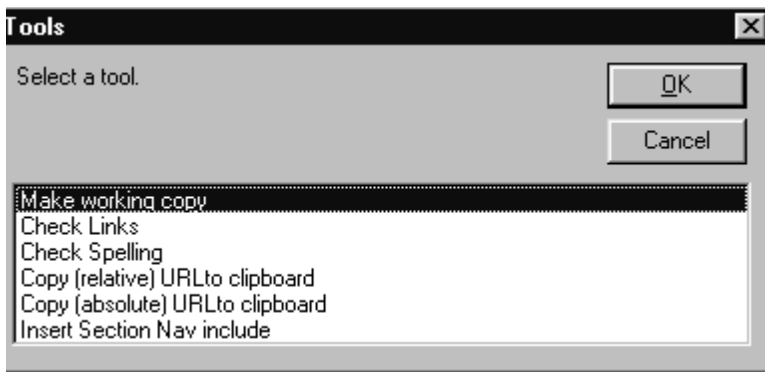 Tools
Select a tool.
OK
Cancel
Make working copy
Check Links
Check Spelling
Copy (relative) URLto clipboard
Copy (absolute) URLto clipboard
Insert Section Nav include